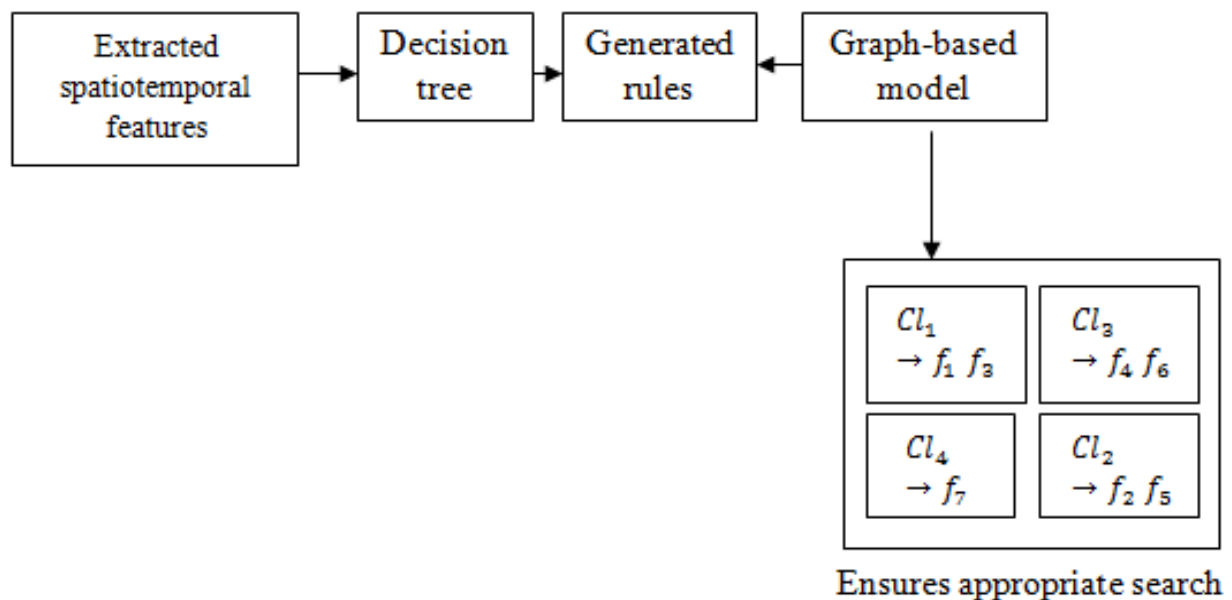 Extracted
spatiotemporal
features
Decision
tree
Generated
rules
Graph-based
model
Cl₁
→ f₁ f₃
Cl₃
→ f₄ f₆
Cl₄
→ f₇
Cl₂
→ f₂ f₅
Ensures appropriate search